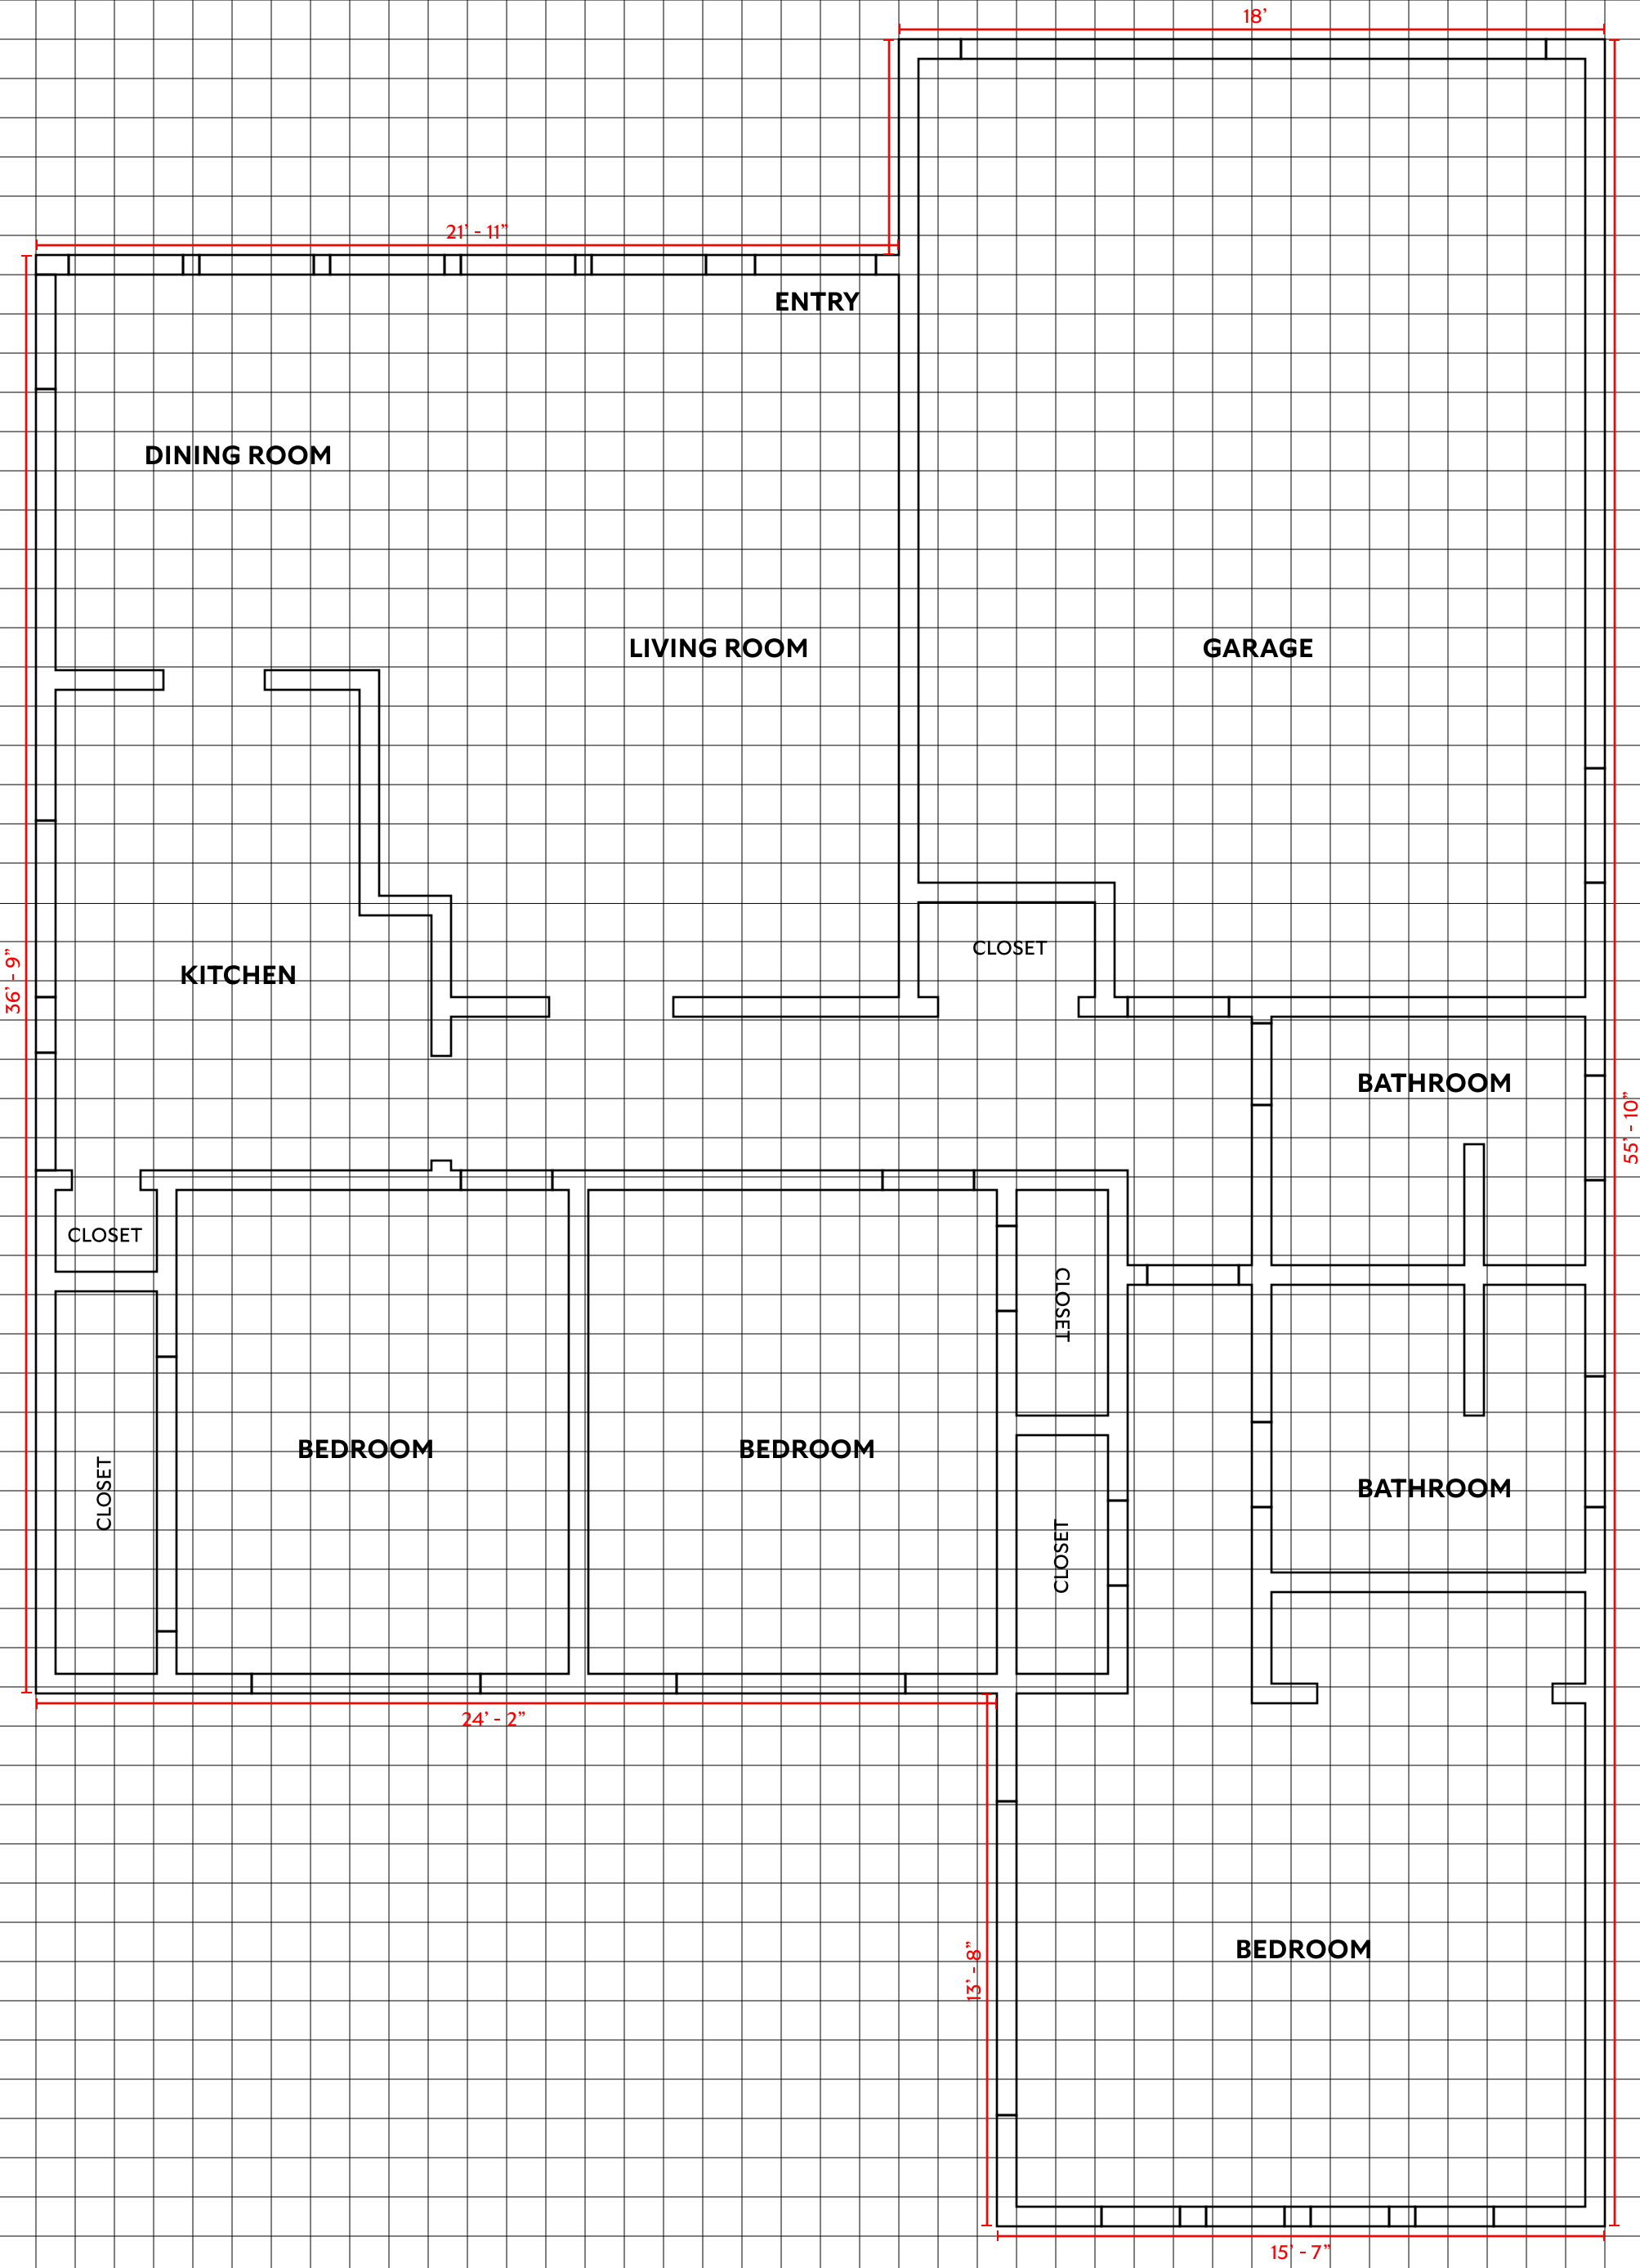 18’
21’ - 11”
ENTRY
DINING ROOM
LIVING ROOM
GARAGE
CLOSET
KITCHEN
36’ - 9”
BATHROOM
55’ - 10”
CLOSET
CLOSET
BEDROOM
BEDROOM
CLOSET
BATHROOM
CLOSET
24’ - 2”
BEDROOM
13’ - 8”
15’ - 7”